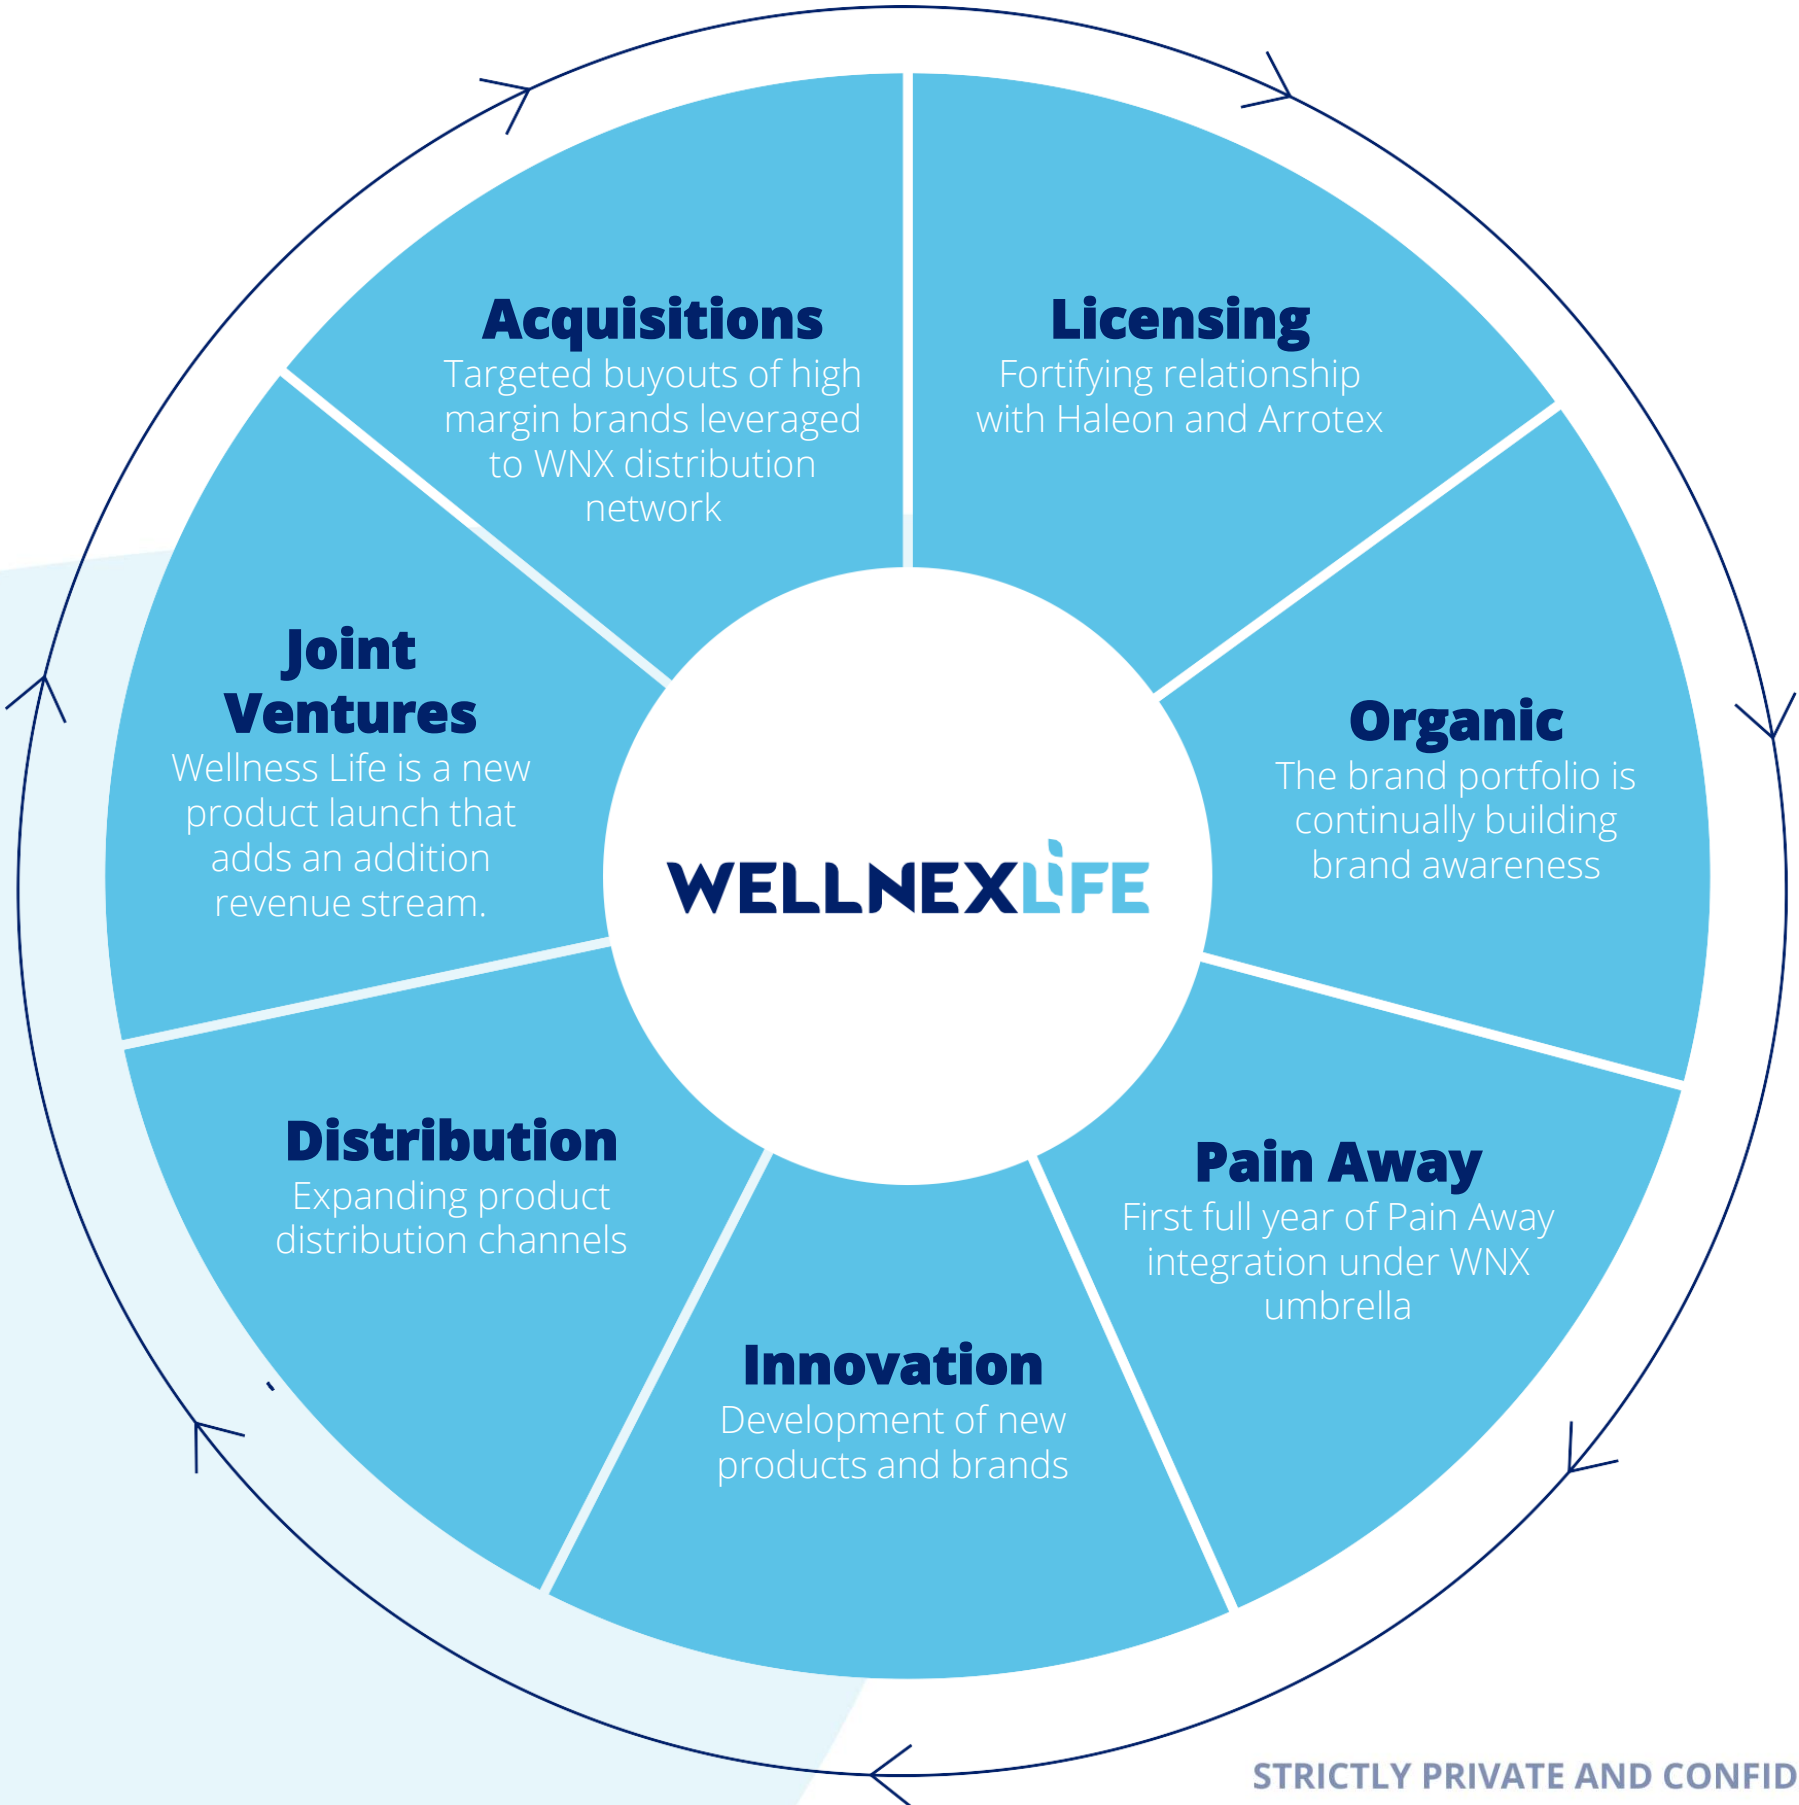 Acquisitions
Targeted buyouts of high
margin brands leveraged
to WNX distribution
network
Licensing
Fortifying relationship
with Haleon and Arrotex
Organic
The brand portfolio is
continually building
brand awareness
Pain Away
First full year of Pain Away
integration under WNX
umbrella
Innovation
Development of new
products and brands
Distribution
Expanding product
distribution channels
Joint
Ventures
Wellness Life is a new
product launch that
adds an addition
revenue stream.
WELLNEXLIFE
STRICTLY PRIVATE AND CONFID